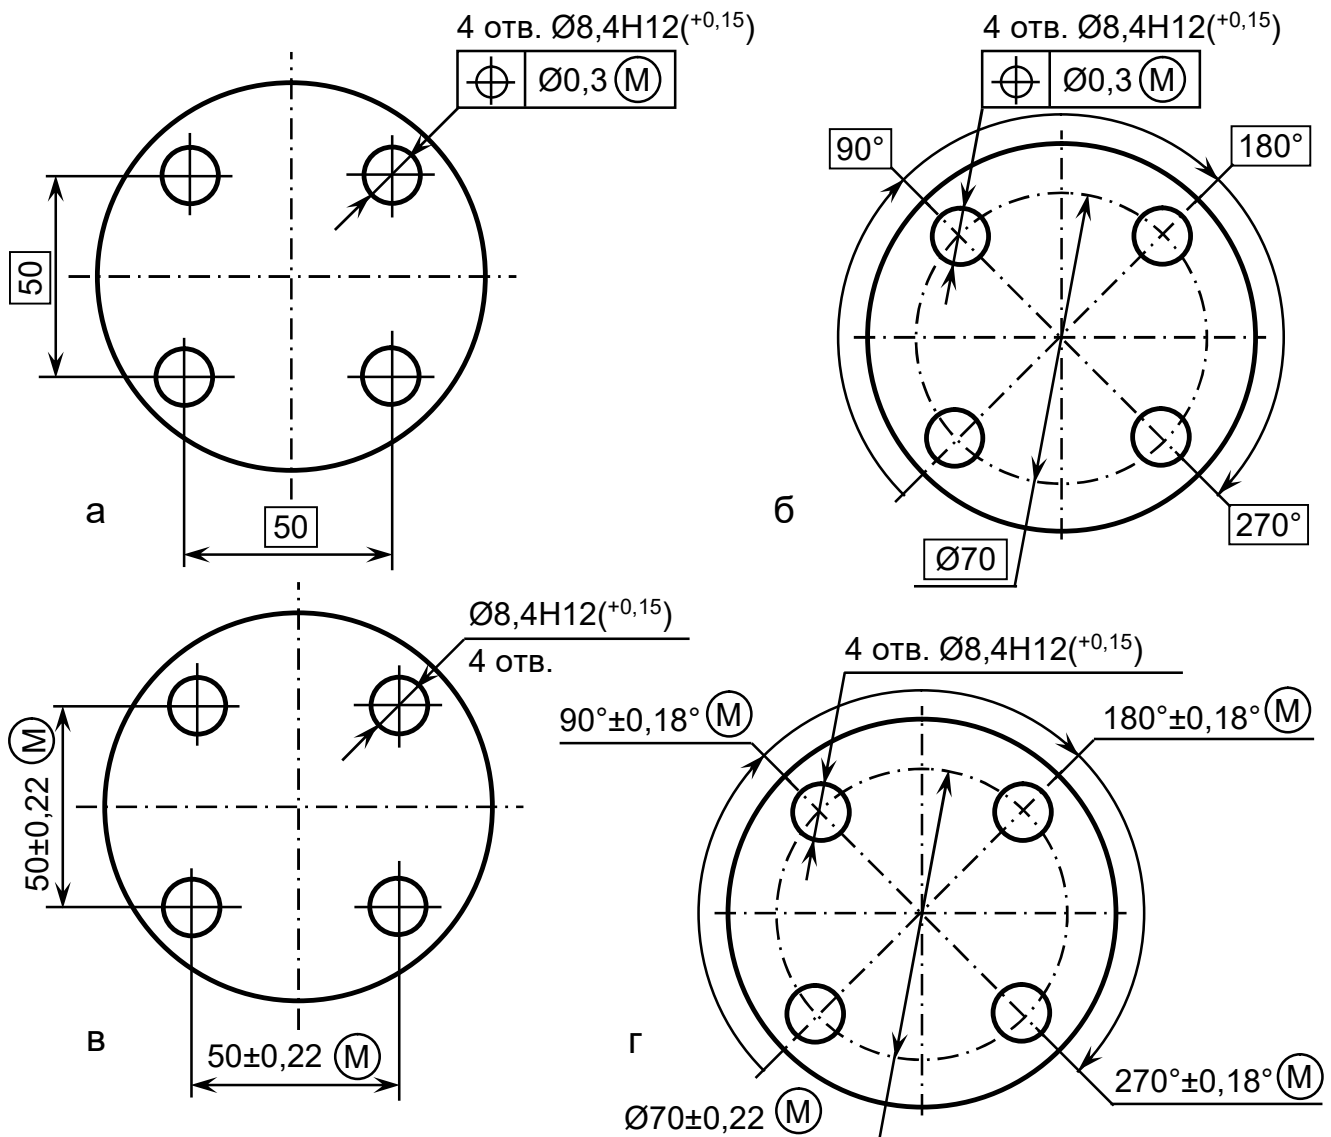 4 отв. Ø8,4H12(+0,15)
⌖ Ø0,3 Ⓜ
50
50
а
4 отв. Ø8,4H12(+0,15)
⌖ Ø0,3 Ⓜ
90°
180°
270°
Ø70
б
Ø8,4H12(+0,15)
4 отв.
50±0,22 Ⓜ
50±0,22 Ⓜ
в
4 отв. Ø8,4H12(+0,15)
90°±0,18° Ⓜ
180°±0,18° Ⓜ
270°±0,18° Ⓜ
Ø70±0,22 Ⓜ
г